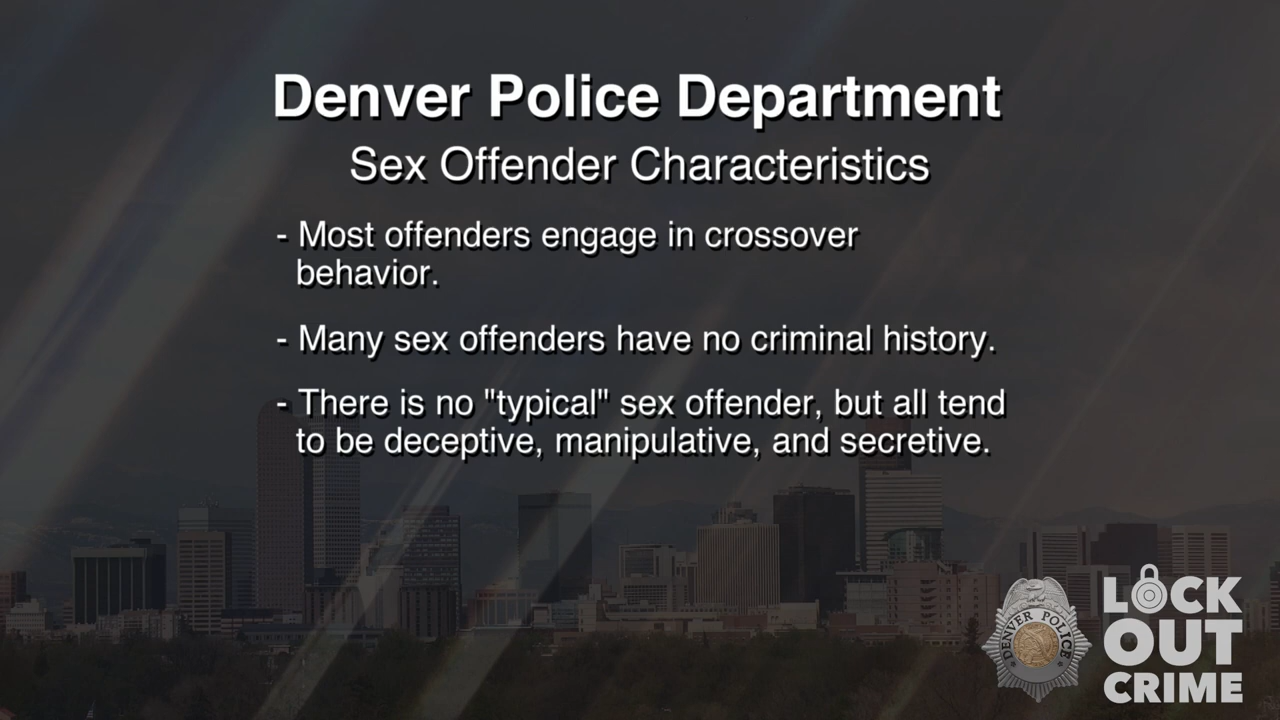 Denver Police Department
Sex Offender Characteristics
- Most offenders engage in crossover
behavior.
- Many sex offenders have no criminal history.
- There is no "typical" sex offender, but all tend
to be deceptive, manipulative, and secretive.
DENVER POLICE
LOCK
OUT
CRIME